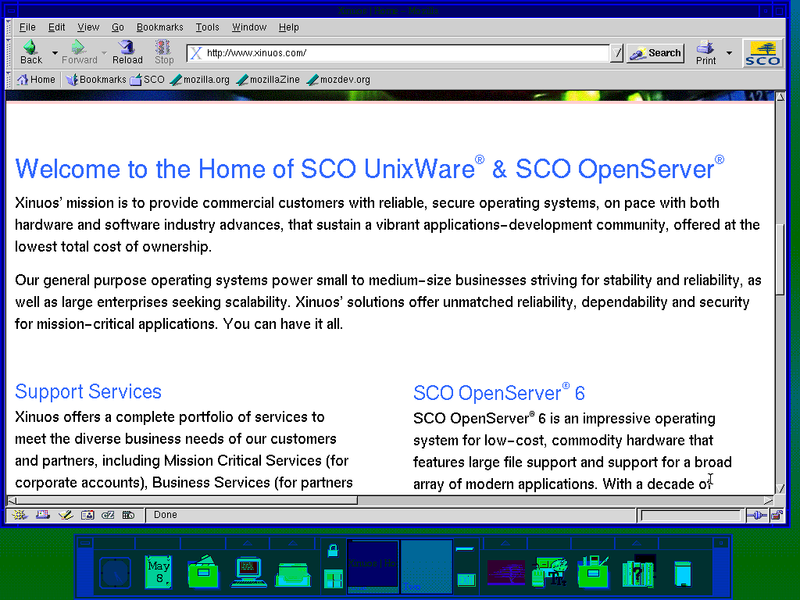 Xinuos | Home - Mozilla
File Edit View Go Bookmarks Tools Window Help
Back Forward Reload Stop http://www.xinuos.com/ Search Print SCO
Home Bookmarks SCO mozilla.org mozillaZine mozdev.org
Welcome to the Home of SCO UnixWare® & SCO OpenServer®
Xinuos' mission is to provide commercial customers with reliable, secure operating systems, on pace with both
hardware and software industry advances, that sustain a vibrant applications-development community, offered at the
lowest total cost of ownership.
Our general purpose operating systems power small to medium-size businesses striving for stability and reliability, as
well as large enterprises seeking scalability. Xinuos' solutions offer unmatched reliability, dependability and security
for mission-critical applications. You can have it all.
Support Services
Xinuos offers a complete portfolio of services to
meet the diverse business needs of our customers
and partners, including Mission Critical Services (for
corporate accounts), Business Services (for partners
SCO OpenServer® 6
SCO OpenServer® 6 is an impressive operating
system for low-cost, commodity hardware that
features large file support and support for a broad
array of modern applications. With a decade of
Done
May
8
Xinuos | Ho
Two